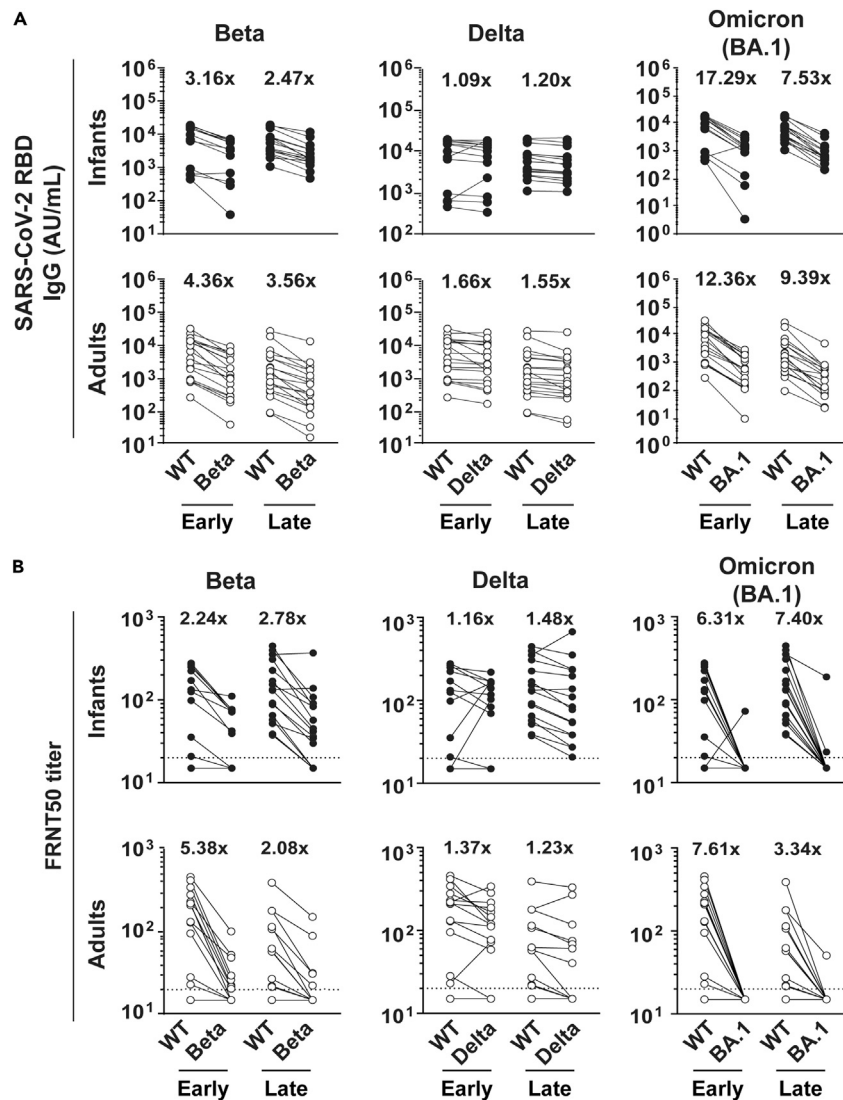 A
Beta
Delta
Omicron
(BA.1)
SARS-CoV-2 RBD
IgG (AU/mL)
Infants
10⁶
10⁵
10⁴
10³
10²
10¹
3.16x 2.47x
10⁶
10⁵
10⁴
10³
10²
1.09x 1.20x
10⁶
10⁵
10⁴
10³
10²
10¹
10⁰
17.29x 7.53x
Adults
10⁶
10⁵
10⁴
10³
10²
10¹
4.36x 3.56x
10⁶
10⁵
10⁴
10³
10²
10¹
1.66x 1.55x
10⁶
10⁵
10⁴
10³
10²
10¹
10⁰
12.36x 9.39x
WT Beta WT Beta
Early Late
WT Delta WT Delta
Early Late
WT BA.1 WT BA.1
Early Late
B
Beta
Delta
Omicron
(BA.1)
FRNT50 titer
Infants
10³
10²
10¹
2.24x 2.78x
10³
10²
10¹
1.16x 1.48x
10³
10²
10¹
6.31x 7.40x
Adults
10³
10²
10¹
5.38x 2.08x
10³
10²
10¹
1.37x 1.23x
10³
10²
10¹
7.61x 3.34x
WT Beta WT Beta
Early Late
WT Delta WT Delta
Early Late
WT BA.1 WT BA.1
Early Late